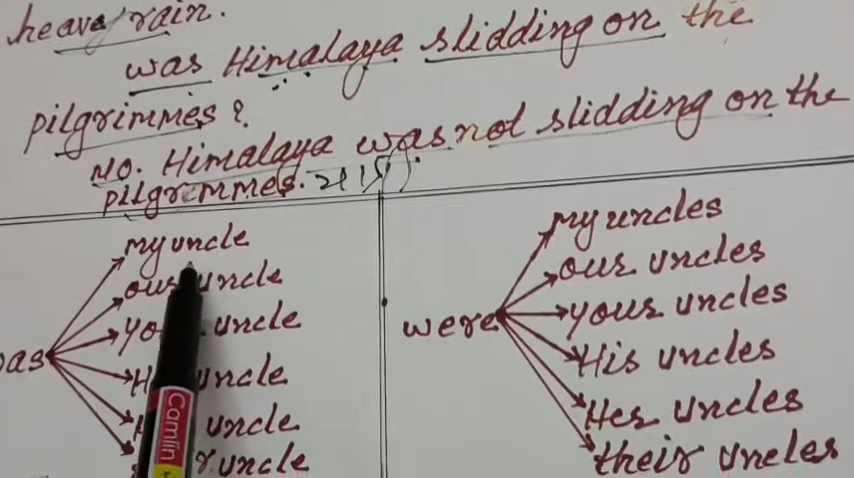 heavy rain.
was Himalaya slidding on the
pilgrimmes?
No. Himalaya was not slidding on the
pilgrimmes.
my uncle
uncle
uncle
uncle
uncle
uncle
were
my uncles
our uncles
your uncles
His uncles
Her uncles
their uncles
Camlin